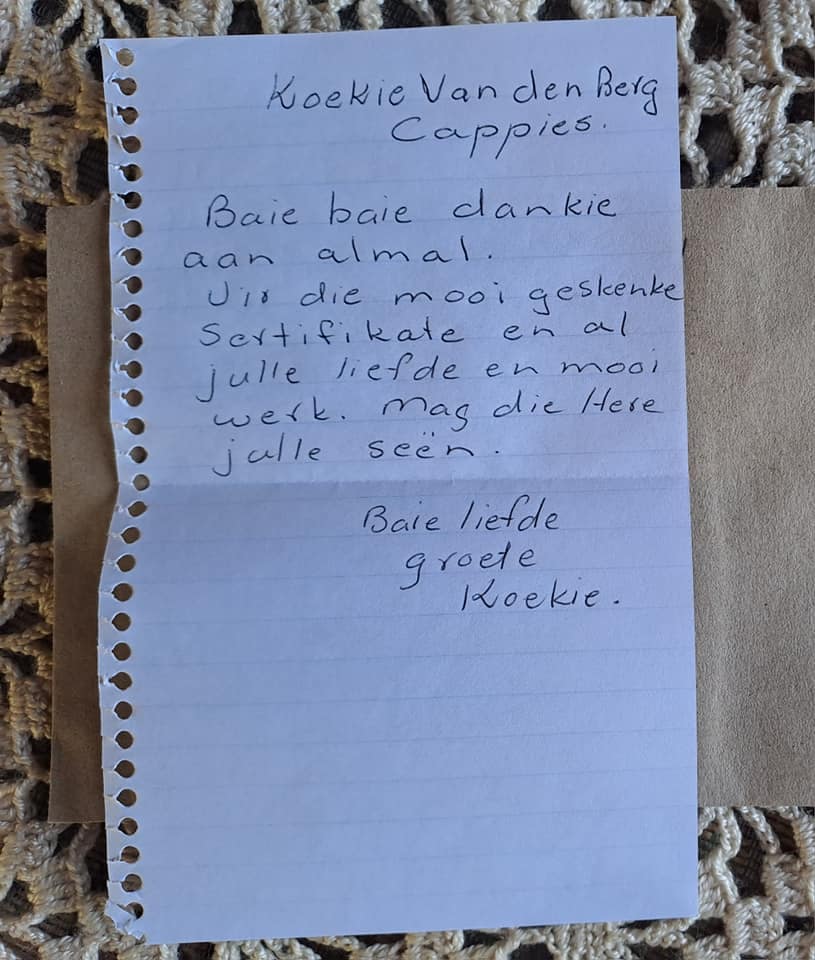 Koekie Van den Berg
Cappies.
Baie baie dankie
aan almal.
Vir die mooi geskenke
Sertifikate en al
julle liefde en mooi
werk. Mag die Here
julle seën.
Baie liefde
groete
Koekie.